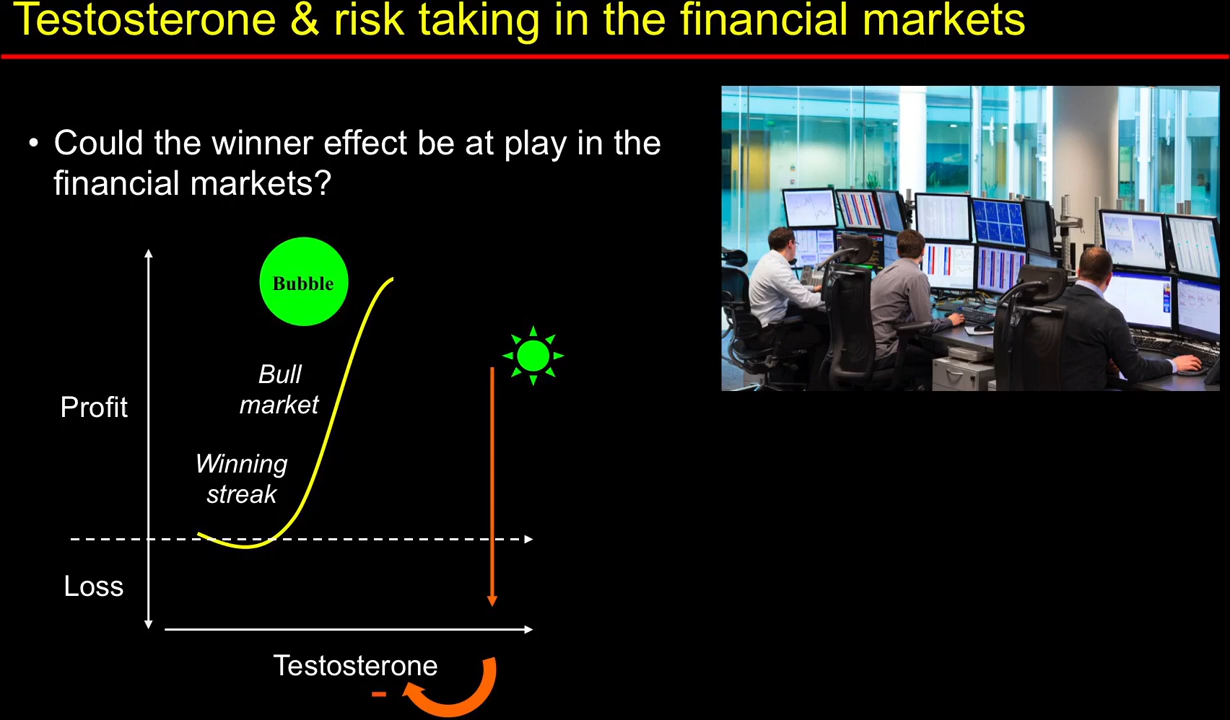 Testosterone & risk taking in the financial markets
• Could the winner effect be at play in the
financial markets?
Bubble
Bull
market
Profit
Winning
streak
Loss
Testosterone
-